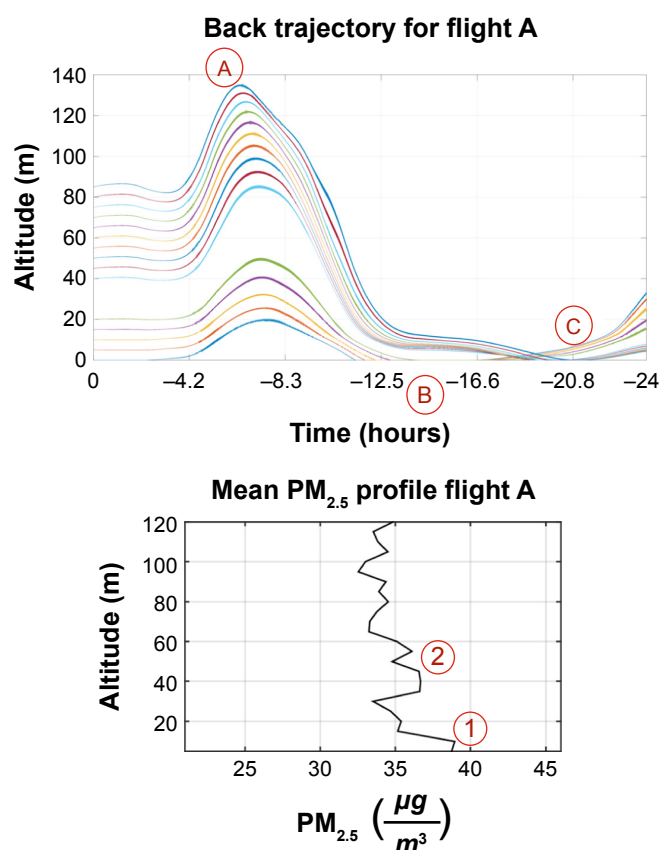 Back trajectory for flight A
A
140
120
100
80
60
40
20
0
Altitude (m)
C
0 –4.2 –8.3 –12.5 –16.6 –20.8 –24
B
Time (hours)
Mean PM2.5 profile flight A
120
100
80
60
40
20
Altitude (m)
2
1
25 30 35 40 45
PM2.5 (µg/m³)